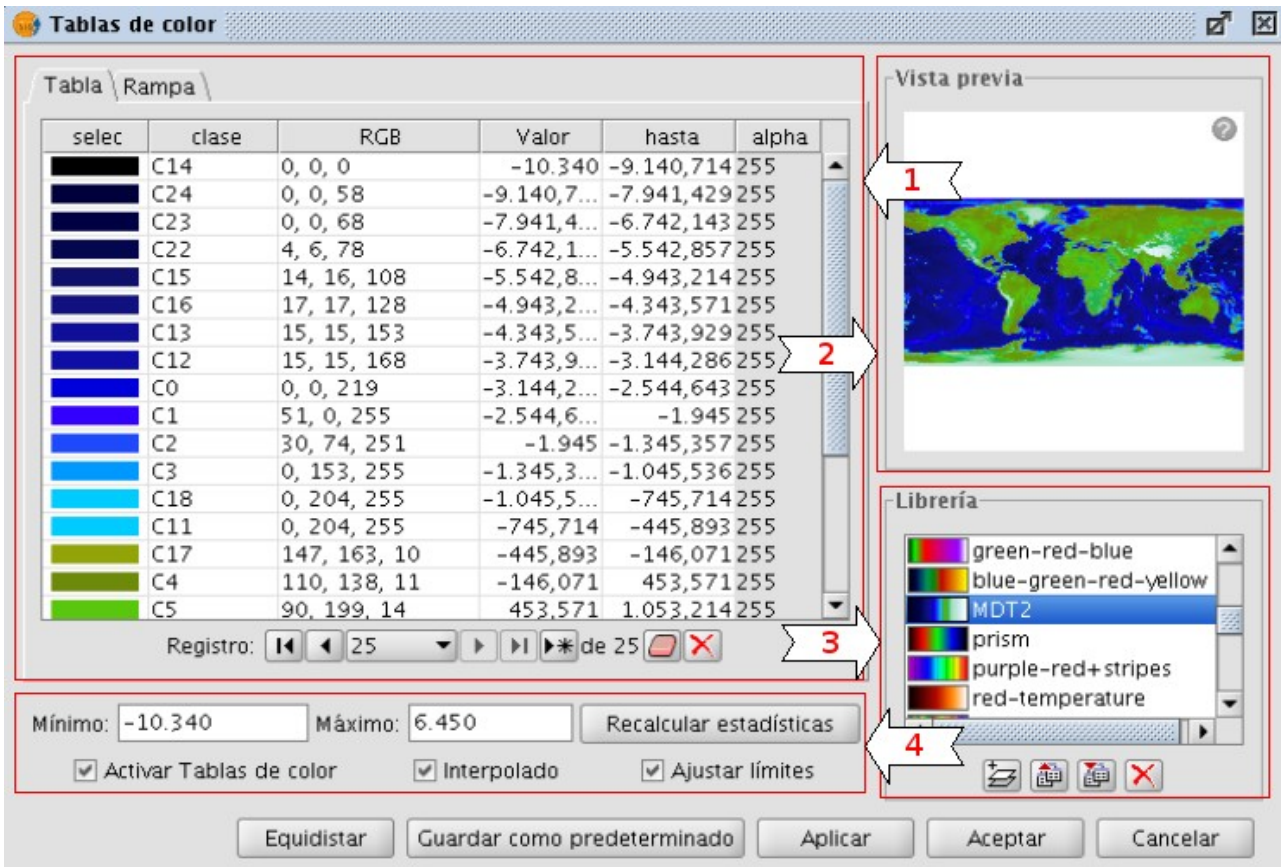 Tablas de color
Tabla Rampa
selec clase RGB Valor hasta alpha
C14 0, 0, 0 -10.340 -9.140,714 255
C24 0, 0, 58 -9.140,7... -7.941,429 255
C23 0, 0, 68 -7.941,4... -6.742,143 255
C22 4, 6, 78 -6.742,1... -5.542,857 255
C15 14, 16, 108 -5.542,8... -4.943,214 255
C16 17, 17, 128 -4.943,2... -4.343,571 255
C13 15, 15, 153 -4.343,5... -3.743,929 255
C12 15, 15, 168 -3.743,9... -3.144,286 255
C0 0, 0, 219 -3.144,2... -2.544,643 255
C1 51, 0, 255 -2.544,6... -1.945 255
C2 30, 74, 251 -1.945 -1.345,357 255
C3 0, 153, 255 -1.345,3... -1.045,536 255
C18 0, 204, 255 -1.045,5... -745,714 255
C11 0, 204, 255 -745,714 -445,893 255
C17 147, 163, 10 -445,893 -146,071 255
C4 110, 138, 11 -146,071 453,571 255
C5 90, 199, 14 453,571 1.053,214 255
Registro: 25 de 25
1
Vista previa
?
2
Librería
green-red-blue
blue-green-red-yellow
MDT2
prism
purple-red+stripes
red-temperature
3
Mínimo: -10.340 Máximo: 6.450 Recalcular estadísticas
Activar Tablas de color Interpolado Ajustar límites
4
Equidistar Guardar como predeterminado Aplicar Aceptar Cancelar